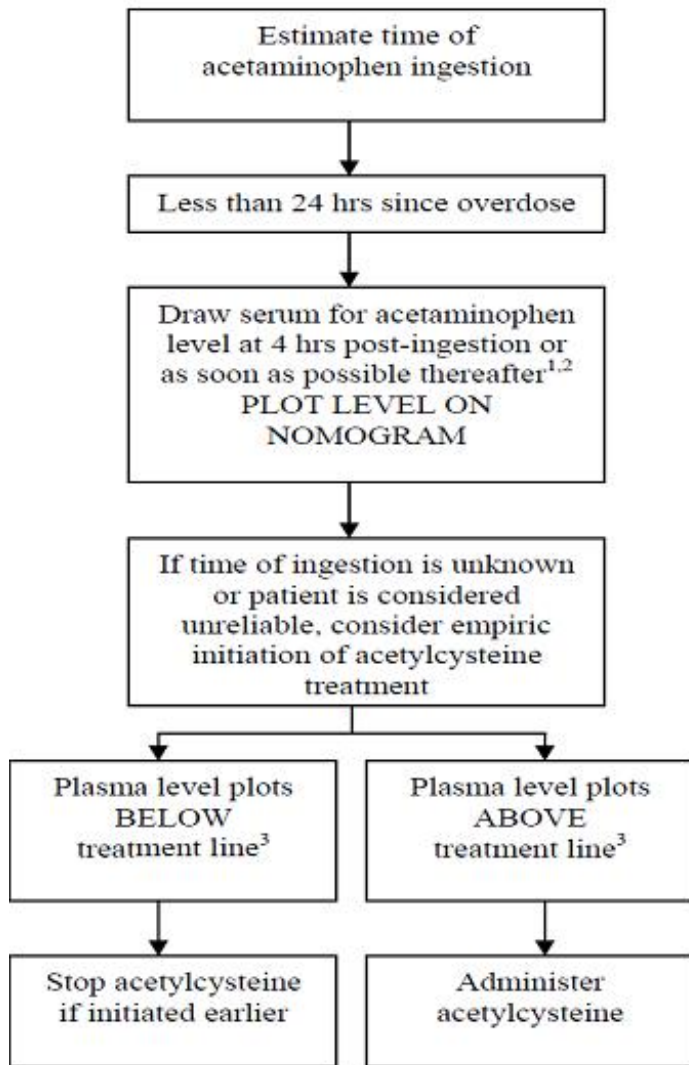 Estimate time of
acetaminophen ingestion
Less than 24 hrs since overdose
Draw serum for acetaminophen
level at 4 hrs post-ingestion or
as soon as possible thereafter1,2
PLOT LEVEL ON
NOMOGRAM
If time of ingestion is unknown
or patient is considered
unreliable, consider empiric
initiation of acetylcysteine
treatment
Plasma level plots
BELOW
treatment line3
Plasma level plots
ABOVE
treatment line3
Stop acetylcysteine
if initiated earlier
Administer
acetylcysteine